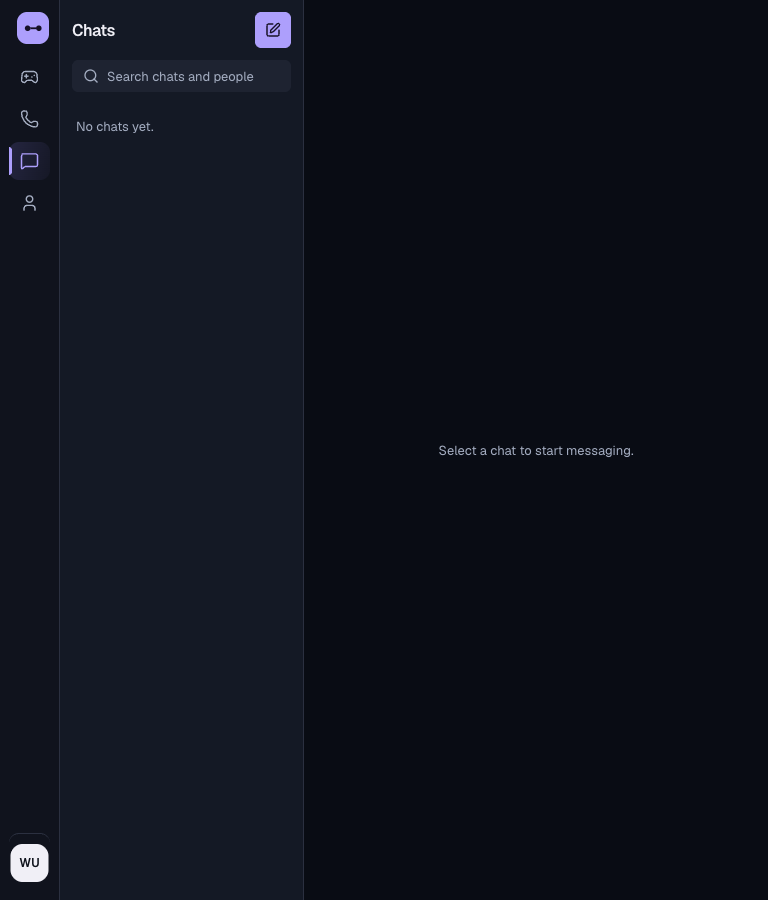 Chats
Search chats and people
No chats yet.
Select a chat to start messaging.
WU